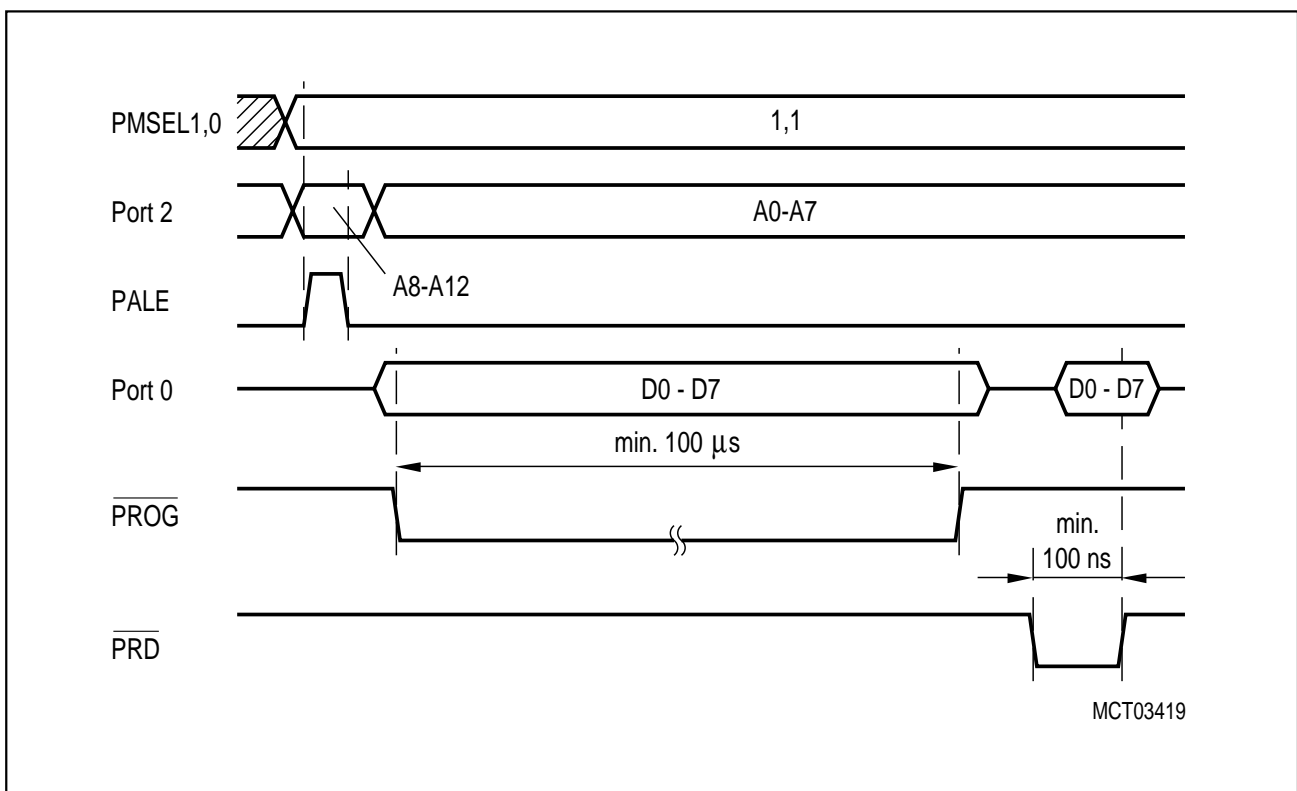 PMSEL1,0
1,1
Port 2
A0-A7
A8-A12
PALE
Port 0
D0 - D7
D0 - D7
min. 100 μs
PROG
min.
100 ns
PRD
MCT03419